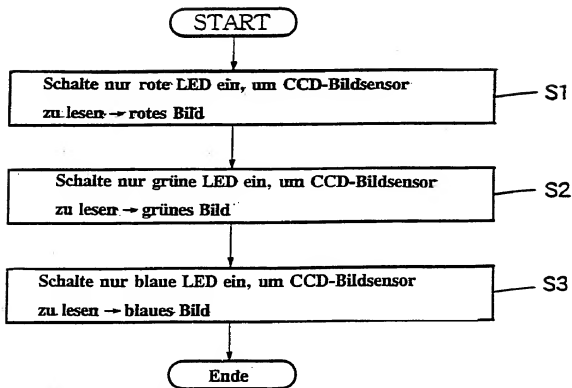 START
Schalte nur rote LED ein, um CCD-Bildsensor
zu lesen → rotes Bild
S1
Schalte nur grüne LED ein, um CCD-Bildsensor
zu lesen → grünes Bild
S2
Schalte nur blaue LED ein, um CCD-Bildsensor
zu lesen → blaues Bild
S3
Ende